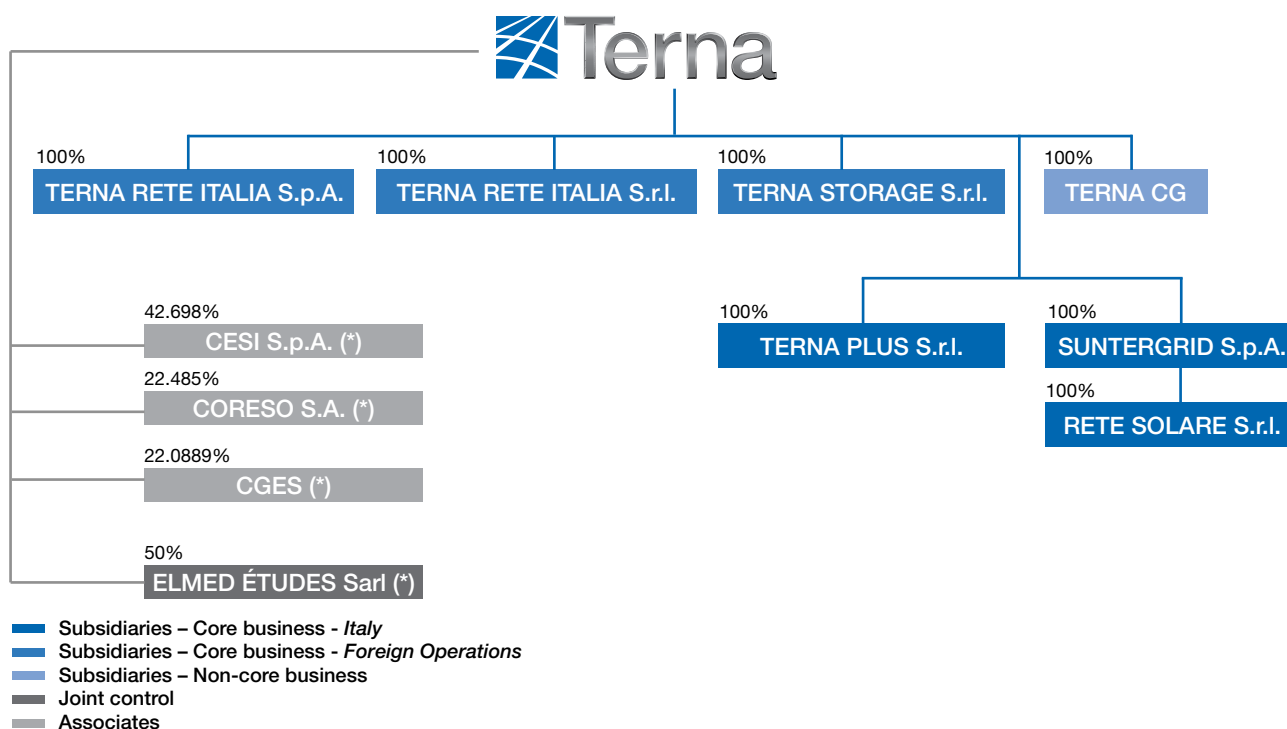 Terna
100%
TERNA RETE ITALIA S.p.A.
100%
TERNA RETE ITALIA S.r.l.
100%
TERNA STORAGE S.r.l.
100%
TERNA CG
42.698%
CESI S.p.A. (*)
22.485%
CORESO S.A. (*)
22.0889%
CGES (*)
50%
ELMED ÉTUDES Sarl (*)
100%
TERNA PLUS S.r.l.
100%
SUNTERGRID S.p.A.
100%
RETE SOLARE S.r.l.
Subsidiaries – Core business - Italy
Subsidiaries – Core business - Foreign Operations
Subsidiaries – Non-core business
Joint control
Associates